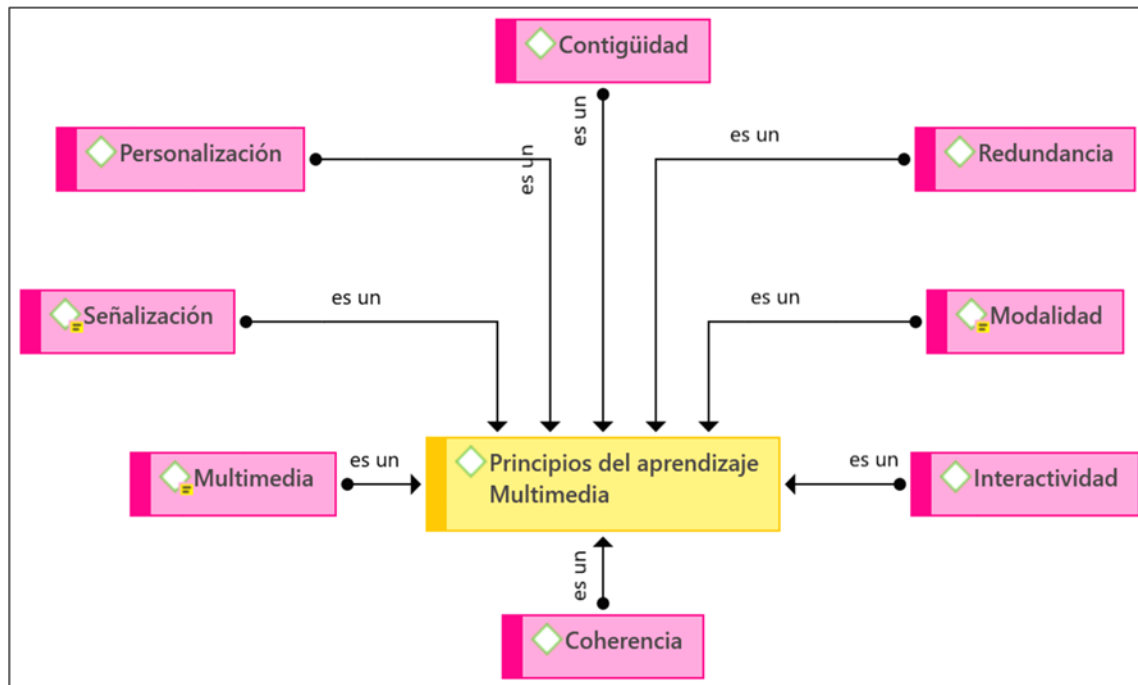 Contigüidad
es un
Personalización
es un
es un
Redundancia
Señalización
es un
es un
Modalidad
Principios del aprendizaje
Multimedia
Multimedia
es un
es un
Interactividad
es un
Coherencia